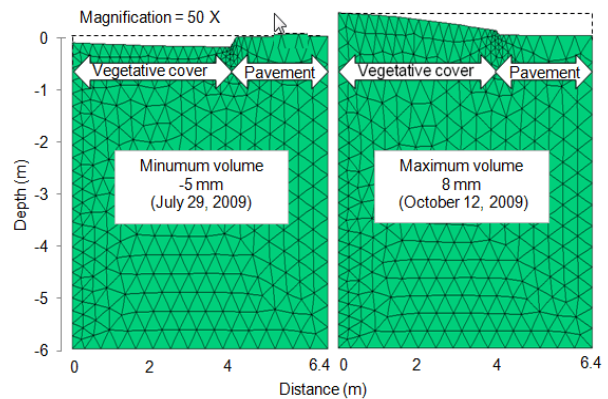 Magnification = 50 X
0
-1
-2
-3
-4
-5
-6
Depth (m)
Vegetative cover
Pavement
Minumum volume
-5 mm
(July 29, 2009)
0
2
4
6.4
Vegetative cover
Pavement
Maximum volume
8 mm
(October 12, 2009)
0
2
4
6.4
Distance (m)